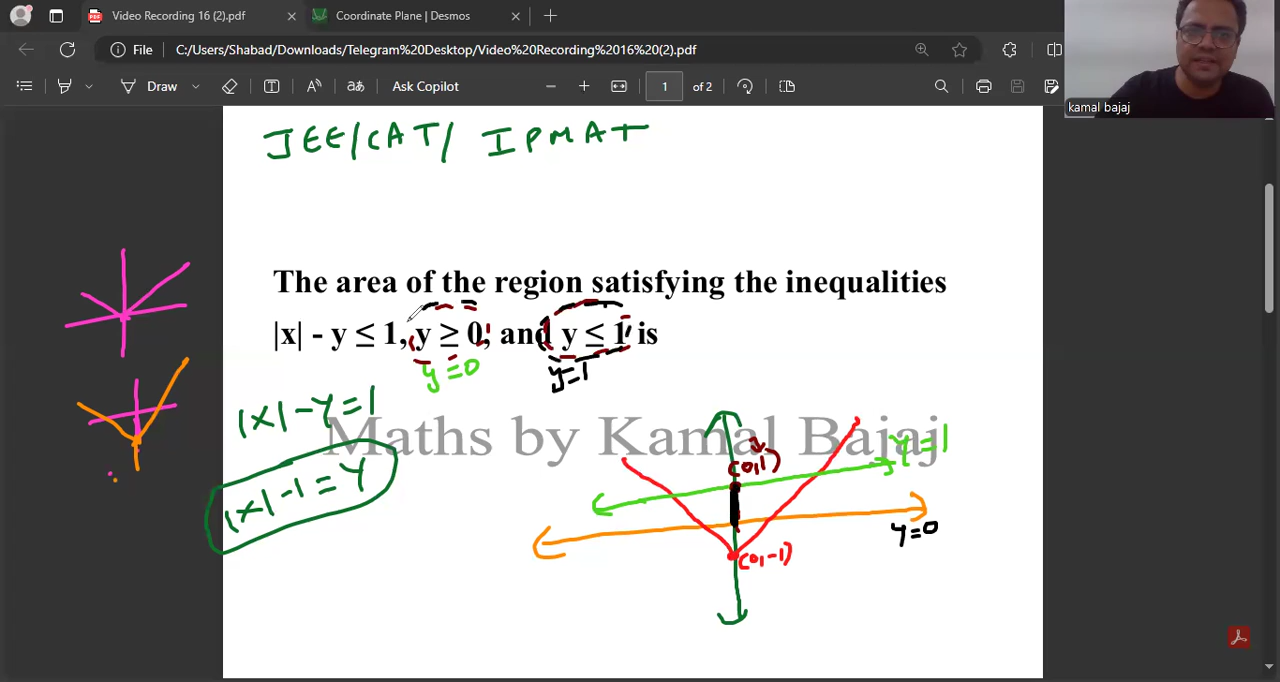 Video Recording 16 (2).pdf
Coordinate Plane | Desmos
File
C:/Users/Shabad/Downloads/Telegram%20Desktop/Video%20Recording%2016%20(2).pdf
Draw
aあ
Ask Copilot
1 of 2
kamal bajaj
JEE/CAT/ IPMAT
The area of the region satisfying the inequalities
|x| - y ≤ 1, y ≥ 0, and y ≤ 1 is
y=0
y=1
|x|-y=1
Maths by Kamal Bajaj
y=1
(0,1)
|x|-1=y
y=0
(0,-1)